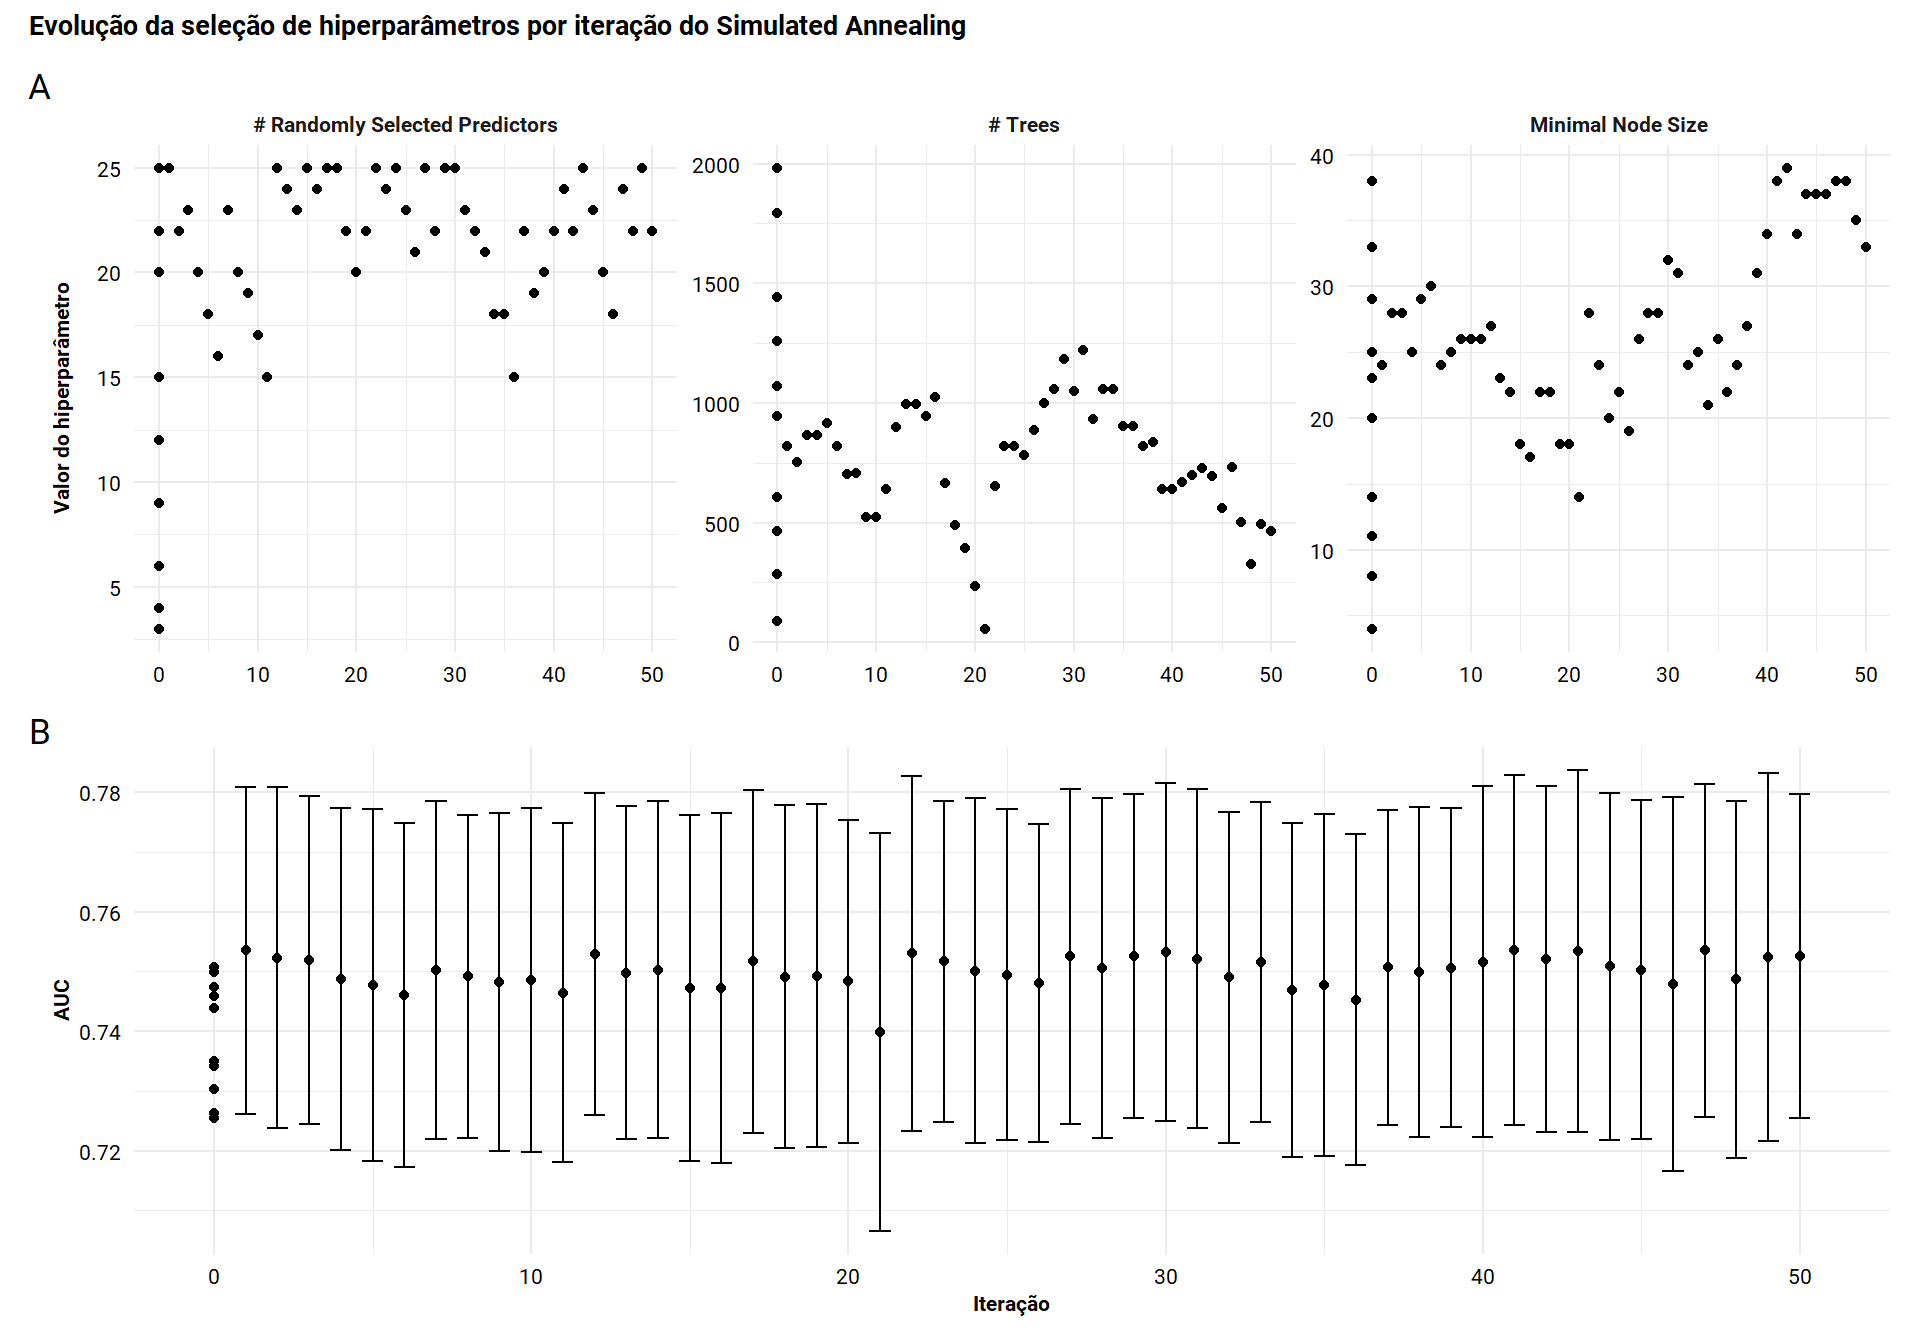 Evolução da seleção de hiperparâmetros por iteração do Simulated Annealing
A
# Randomly Selected Predictors
# Trees
Minimal Node Size
Valor do hiperparâmetro
25
20
15
10
5
0 10 20 30 40 50
2000
1500
1000
500
0
0 10 20 30 40 50
40
30
20
10
0 10 20 30 40 50
B
AUC
0.78
0.76
0.74
0.72
0 10 20 30 40 50
Iteração